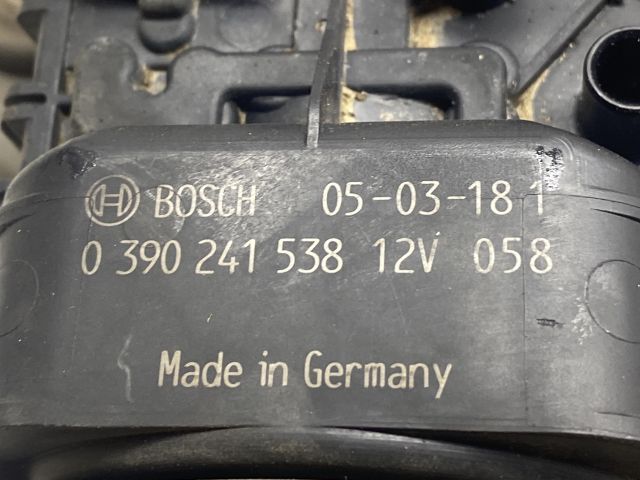 BOSCH 05-03-18 1
0 390 241 538 12V 058
Made in Germany